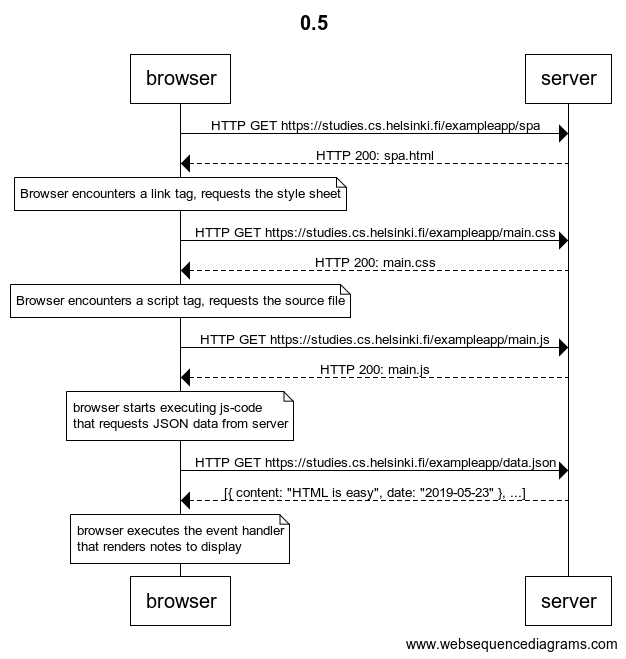 0.5
browser server
HTTP GET https://studies.cs.helsinki.fi/exampleapp/spa
HTTP 200: spa.html
Browser encounters a link tag, requests the style sheet
HTTP GET https://studies.cs.helsinki.fi/exampleapp/main.css
HTTP 200: main.css
Browser encounters a script tag, requests the source file
HTTP GET https://studies.cs.helsinki.fi/exampleapp/main.js
HTTP 200: main.js
browser starts executing js-code
that requests JSON data from server
HTTP GET https://studies.cs.helsinki.fi/exampleapp/data.json
[{ content: "HTML is easy", date: "2019-05-23" }, ...]
browser executes the event handler
that renders notes to display
browser server
www.websequencediagrams.com